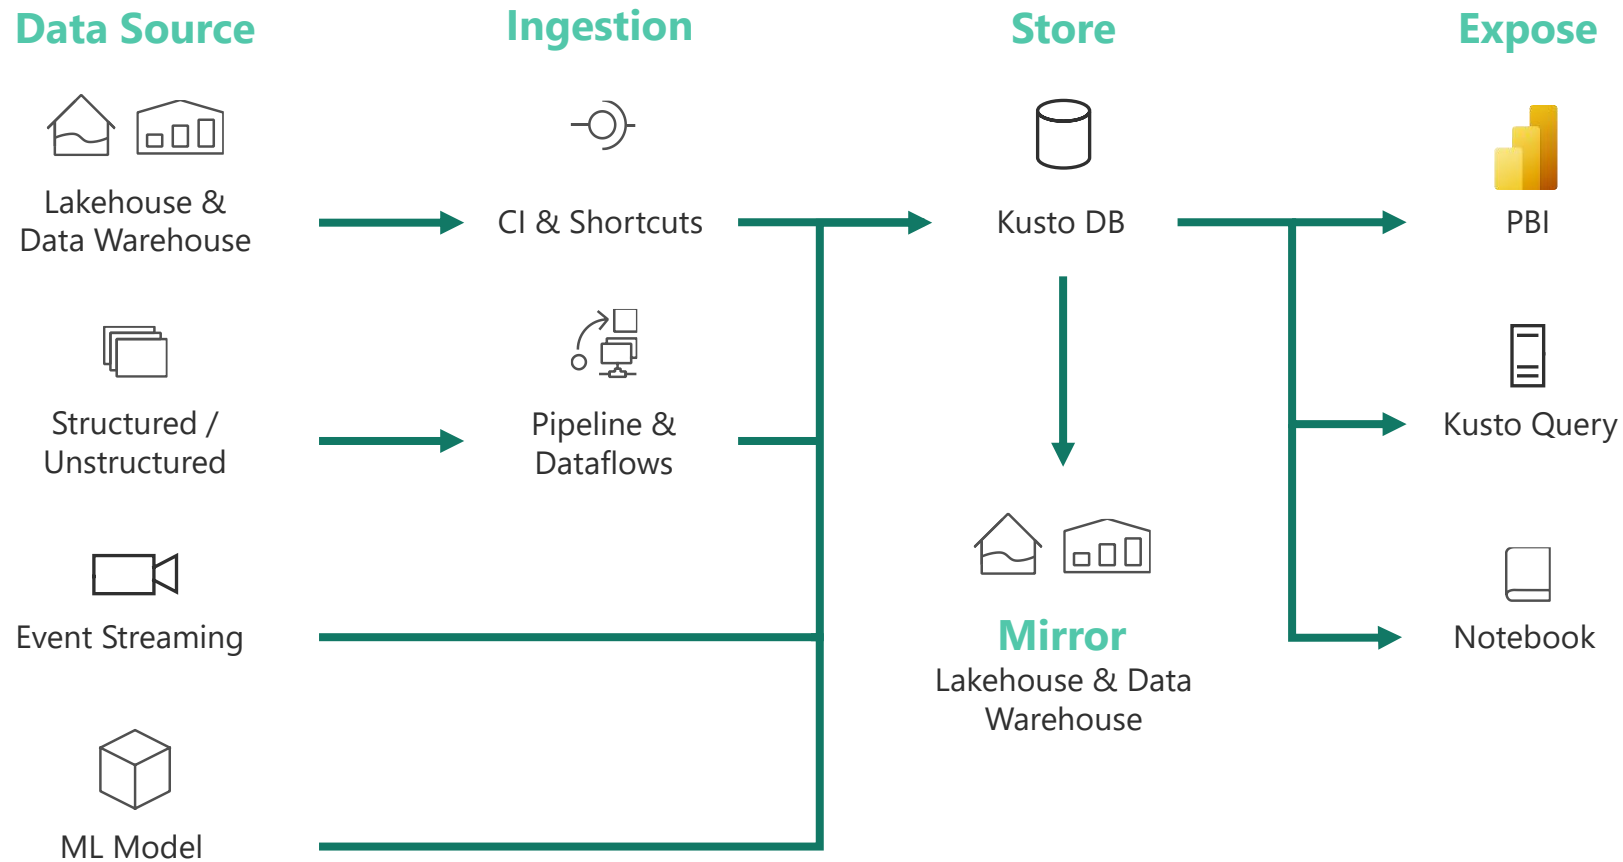 Data Source
Ingestion
Store
Expose
Lakehouse &
Data Warehouse
CI & Shortcuts
Kusto DB
PBI
Structured /
Unstructured
Pipeline &
Dataflows
Kusto Query
Event Streaming
Mirror
Lakehouse & Data
Warehouse
Notebook
ML Model